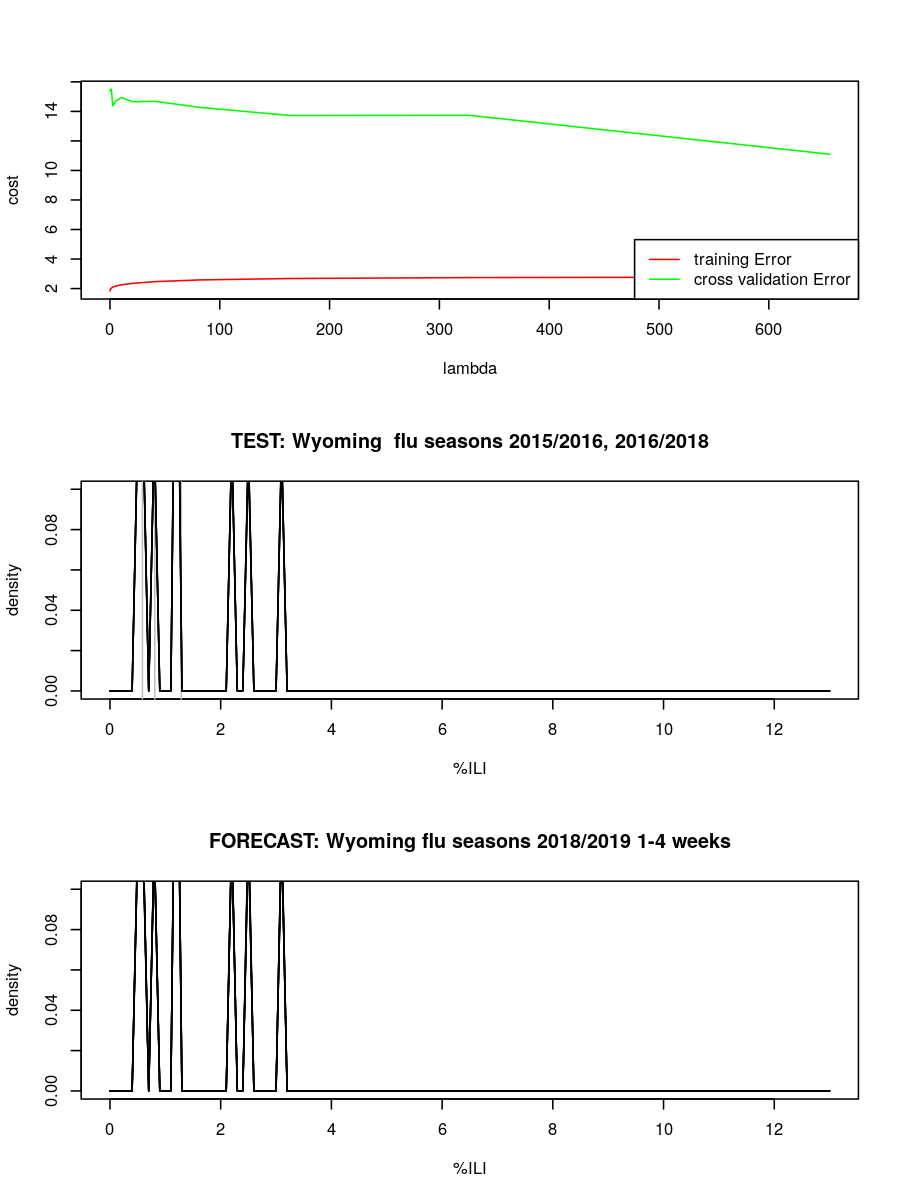 14
10
8
6
4
2
cost
training Error
cross validation Error
0 100 200 300 400 500 600
lambda
TEST: Wyoming  flu seasons 2015/2016, 2016/2018
0.08
0.04
0.00
density
0 2 4 6 8 10 12
%ILI
FORECAST: Wyoming flu seasons 2018/2019 1-4 weeks
0.08
0.04
0.00
density
0 2 4 6 8 10 12
%ILI